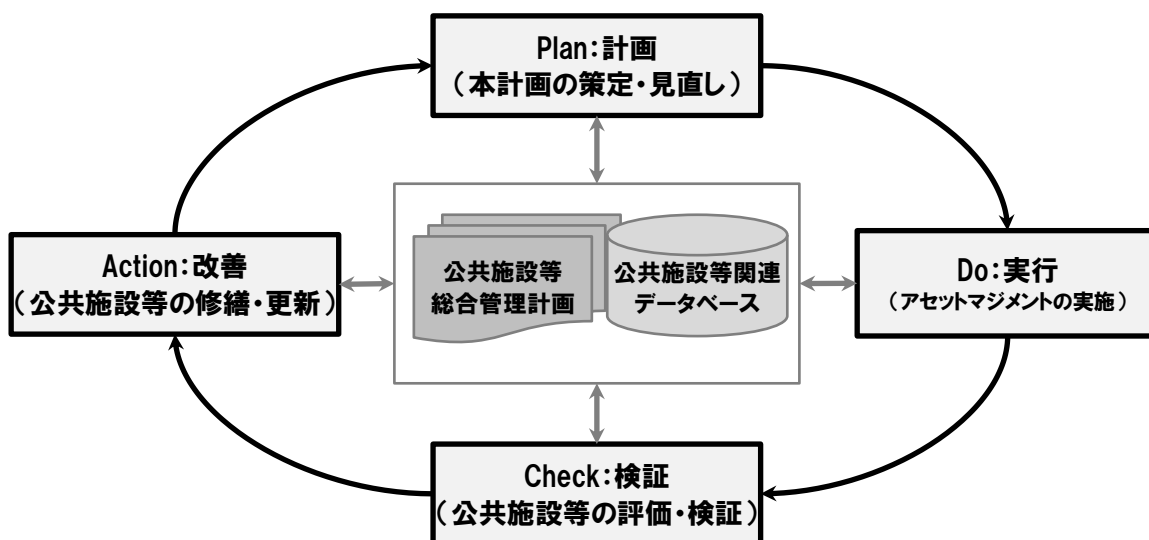 Plan:計画
(本計画の策定・見直し)
Action:改善
(公共施設等の修繕・更新)
公共施設等
総合管理計画
公共施設等関連
データベース
Do:実行
(アセットマジメントの実施)
Check:検証
(公共施設等の評価・検証)